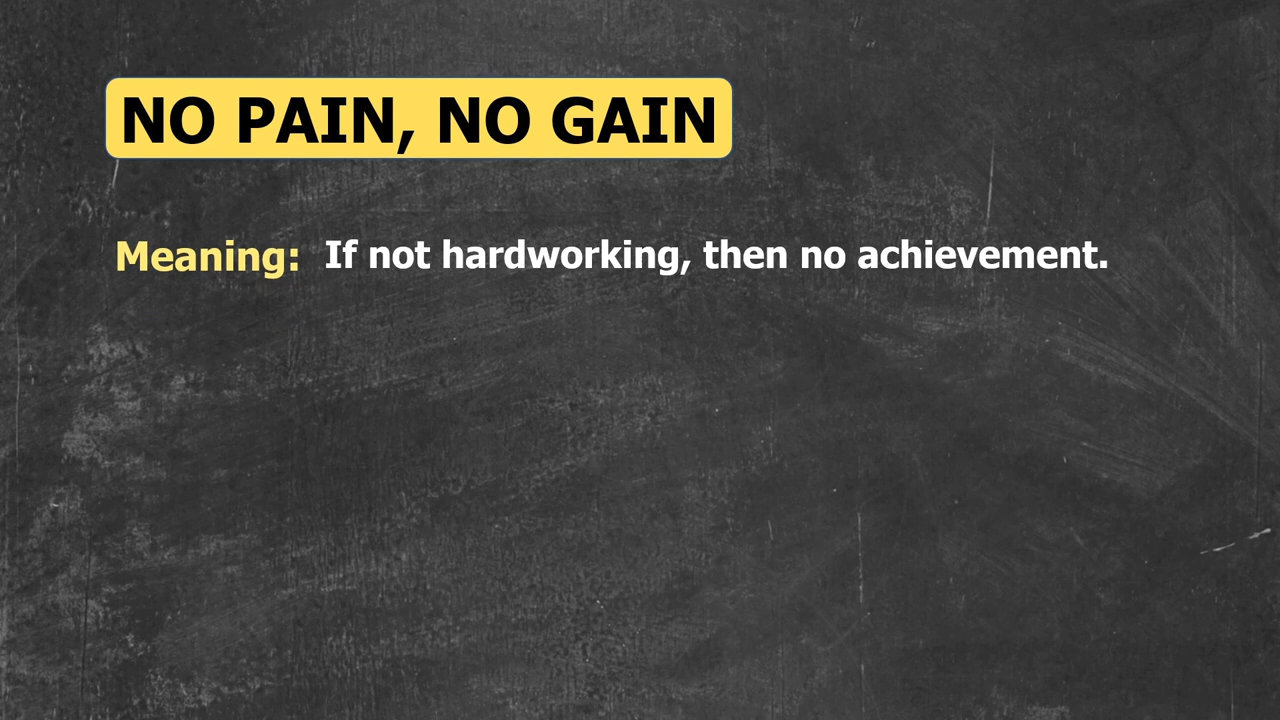 NO PAIN, NO GAIN
Meaning: If not hardworking, then no achievement.